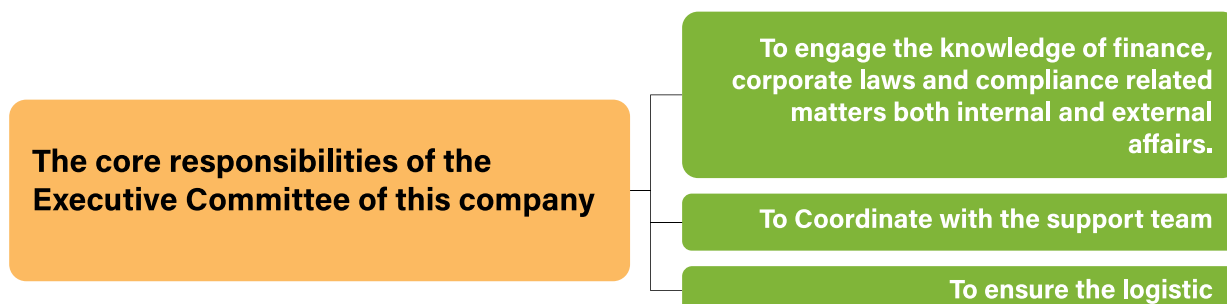 The core responsibilities of the
Executive Committee of this company
To engage the knowledge of finance,
corporate laws and compliance related
matters both internal and external
affairs.
To Coordinate with the support team
To ensure the logistic